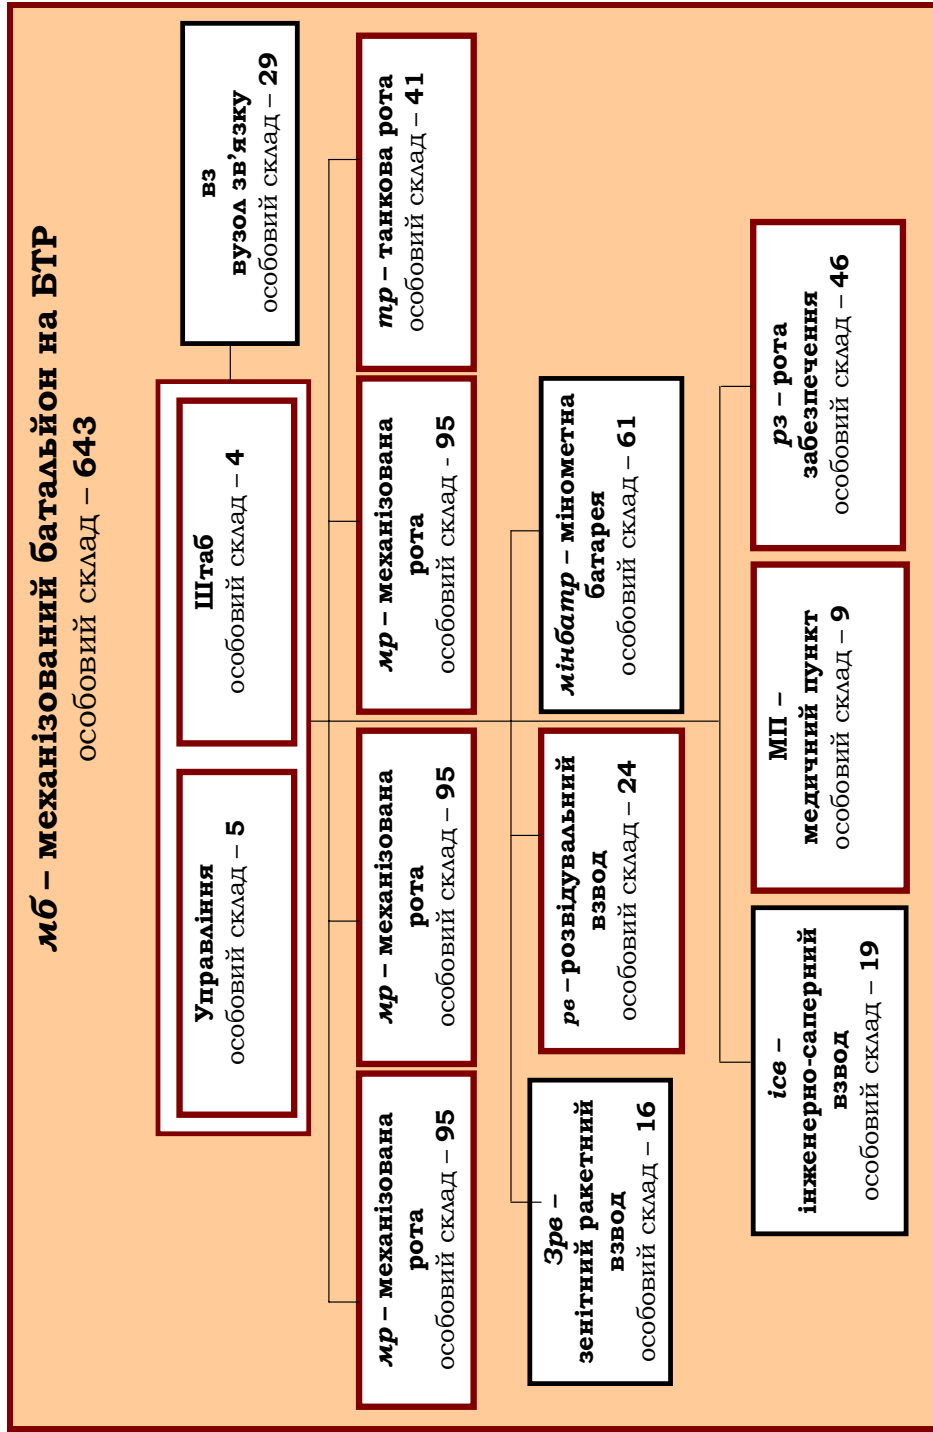 мб – механізований батальйон на БТР
особовий склад – 643
Управління
особовий склад – 5
Штаб
особовий склад – 4
вз
вузол зв'язку
особовий склад – 29
мр – механізована
рота
особовий склад – 95
мр – механізована
рота
особовий склад – 95
мр – механізована
рота
особовий склад - 95
тр – танкова рота
особовий склад – 41
Зрв –
зенітний ракетний
взвод
особовий склад – 16
рв – розвідувальний
взвод
особовий склад – 24
мінбатр – мінометна
батарея
особовий склад – 61
ісв –
інженерно-саперний
взвод
особовий склад – 19
МП –
медичний пункт
особовий склад – 9
рз – рота
забезпечення
особовий склад – 46